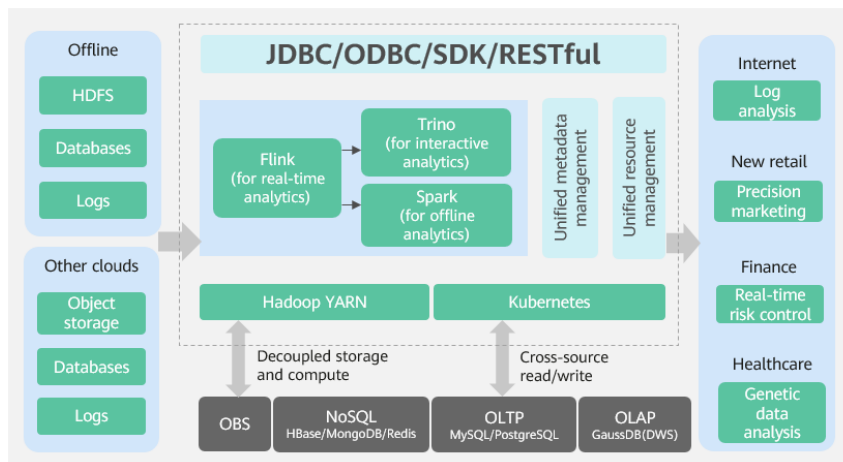 Offline
HDFS
Databases
Logs
Other clouds
Object
storage
Databases
Logs
JDBC/ODBC/SDK/RESTful
Flink
(for real-time
analytics)
Trino
(for interactive
analytics)
Spark
(for offline
analytics)
Unified metadata
management
Unified resource
management
Hadoop YARN
Kubernetes
Decoupled storage
and compute
Cross-source
read/write
OBS
NoSQL
HBase/MongoDB/Redis
OLTP
MySQL/PostgreSQL
OLAP
GaussDB(DWS)
Internet
Log
analysis
New retail
Precision
marketing
Finance
Real-time
risk control
Healthcare
Genetic
data
analysis